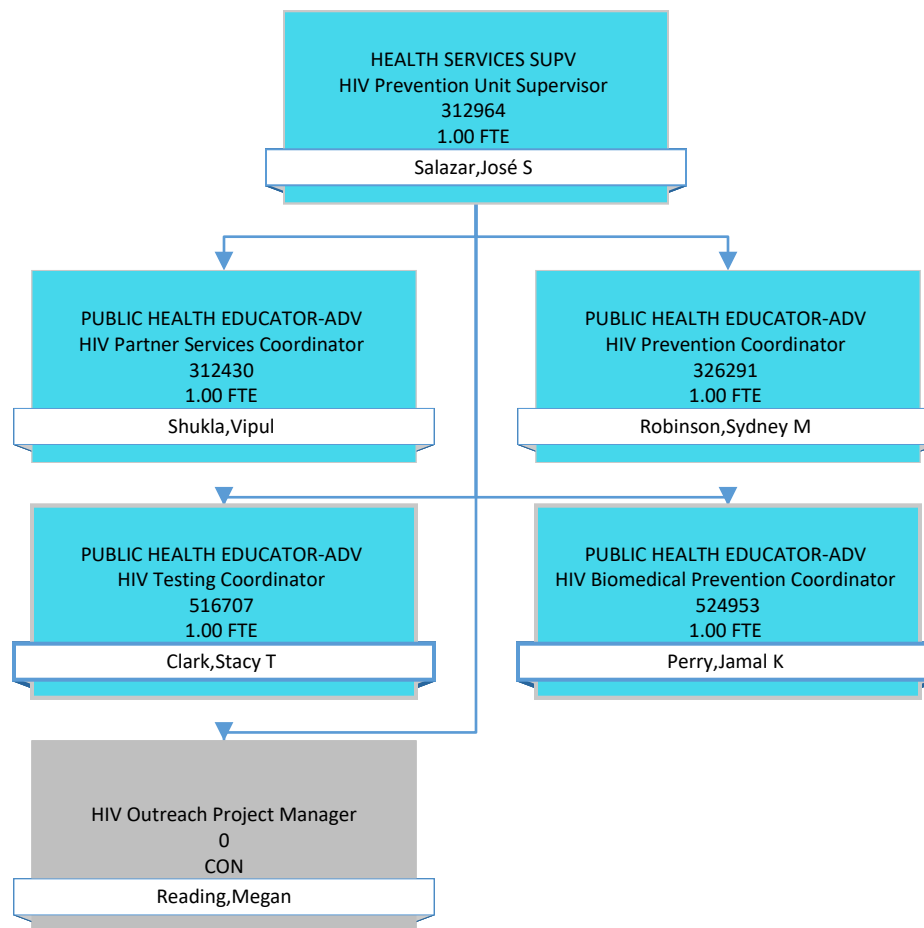 HEALTH SERVICES SUPV
HIV Prevention Unit Supervisor
312964
1.00 FTE
Salazar,José S
PUBLIC HEALTH EDUCATOR-ADV
HIV Partner Services Coordinator
312430
1.00 FTE
Shukla,Vipul
PUBLIC HEALTH EDUCATOR-ADV
HIV Prevention Coordinator
326291
1.00 FTE
Robinson,Sydney M
PUBLIC HEALTH EDUCATOR-ADV
HIV Testing Coordinator
516707
1.00 FTE
Clark,Stacy T
PUBLIC HEALTH EDUCATOR-ADV
HIV Biomedical Prevention Coordinator
524953
1.00 FTE
Perry,Jamal K
HIV Outreach Project Manager
0
CON
Reading,Megan